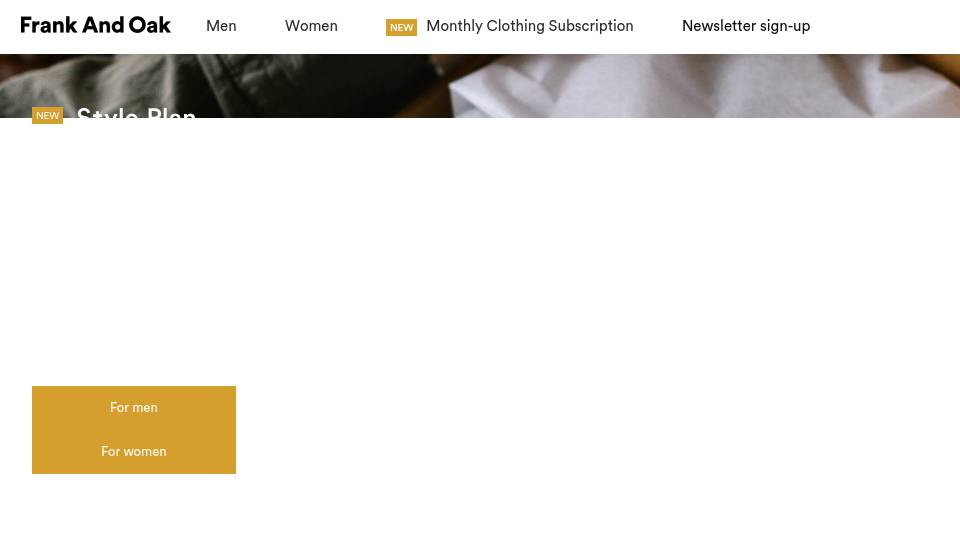 Frank And Oak
Men
Women
NEW Monthly Clothing Subscription
Newsletter sign-up
NEW Style Plan
For men
For women